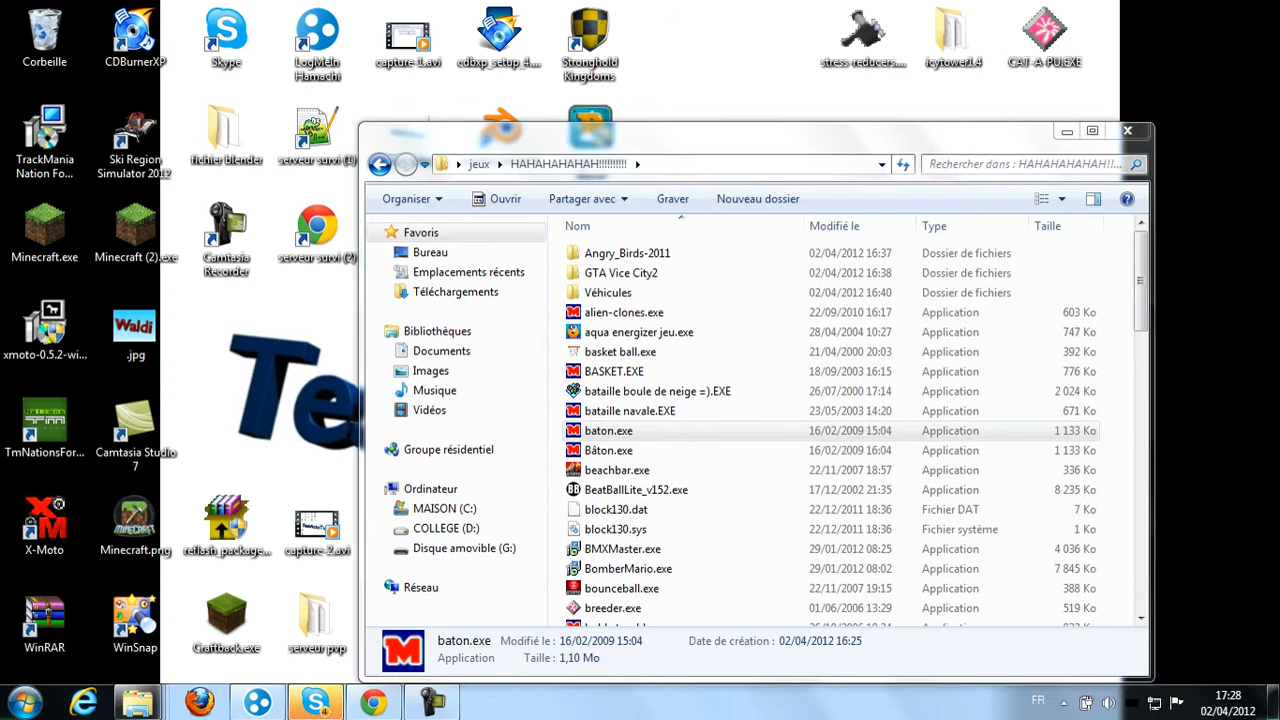 Corbeille
CDBurnerXP
Skype
LogMeIn Hamachi
capture-1.avi
cdbxp_setup_4....
Stronghold Kingdoms
stress-reducers....
icytower1.4
CAT-A-PU.EXE
TrackMania Nation Fo...
Ski Region Simulator 2012
fichier blender
serveur survi (1)
Minecraft.exe
Minecraft (2).exe
Camtasia Recorder
serveur survi (2)
xmoto-0.5.2-wi...
Waldi
.jpg
Te
TmNationsFor...
Camtasia Studio 7
X-Moto
Minecraft.png
reflash_package...
capture-2.avi
WinRAR
WinSnap
Craftback.exe
serveur pvp
jeux HAHAHAHAHAH!!!!!!!!!!
Rechercher dans : HAHAHAHAHAH!!...
Organiser Ouvrir Partager avec Graver Nouveau dossier
Favoris
Bureau
Emplacements récents
Téléchargements
Bibliothèques
Documents
Images
Musique
Vidéos
Groupe résidentiel
Ordinateur
MAISON (C:)
COLLEGE (D:)
Disque amovible (G:)
Réseau
Nom Modifié le Type Taille
Angry_Birds-2011 02/04/2012 16:37 Dossier de fichiers
GTA Vice City2 02/04/2012 16:38 Dossier de fichiers
Véhicules 02/04/2012 16:40 Dossier de fichiers
alien-clones.exe 22/09/2010 16:17 Application 603 Ko
aqua energizer jeu.exe 28/04/2004 10:27 Application 747 Ko
basket ball.exe 21/04/2000 20:03 Application 392 Ko
BASKET.EXE 18/09/2003 16:15 Application 776 Ko
bataille boule de neige =).EXE 26/07/2000 17:14 Application 2 024 Ko
bataille navale.EXE 23/05/2003 14:20 Application 671 Ko
baton.exe 16/02/2009 15:04 Application 1 133 Ko
Bâton.exe 16/02/2009 16:04 Application 1 133 Ko
beachbar.exe 22/11/2007 18:57 Application 336 Ko
BeatBallLite_v152.exe 17/12/2002 21:35 Application 8 235 Ko
block130.dat 22/12/2011 18:36 Fichier DAT 7 Ko
block130.sys 22/12/2011 18:36 Fichier système 1 Ko
BMXMaster.exe 29/01/2012 08:25 Application 4 036 Ko
BomberMario.exe 29/01/2012 08:02 Application 7 845 Ko
bounceball.exe 22/11/2007 19:15 Application 388 Ko
breeder.exe 01/06/2006 13:29 Application 519 Ko
baton.exe Modifié le : 16/02/2009 15:04 Date de création : 02/04/2012 16:25
Application Taille : 1,10 Mo
FR
17:28
02/04/2012